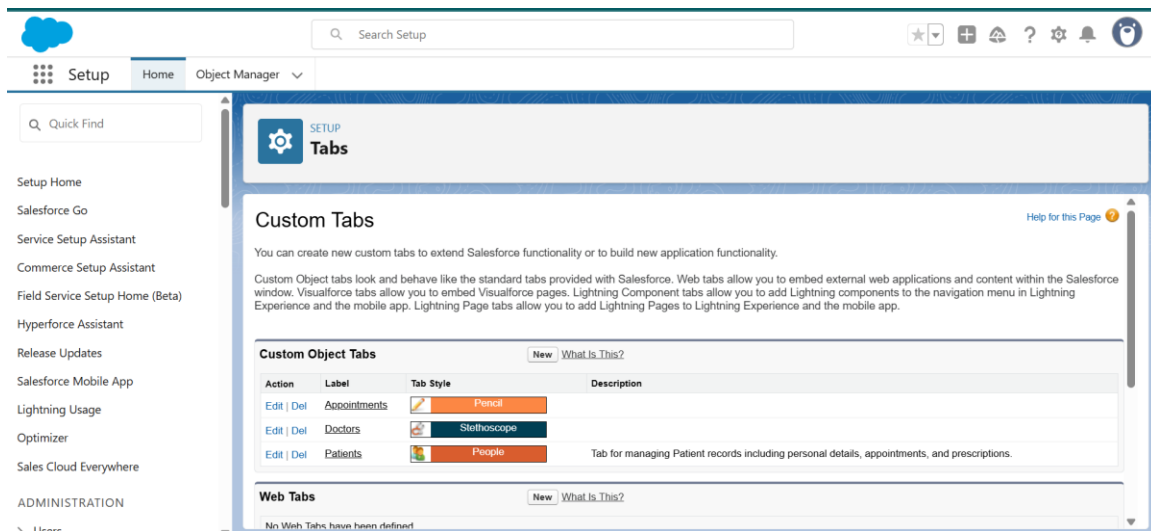 Search Setup
Setup
Home
Object Manager
Quick Find
Setup Home
Salesforce Go
Service Setup Assistant
Commerce Setup Assistant
Field Service Setup Home (Beta)
Hyperforce Assistant
Release Updates
Salesforce Mobile App
Lightning Usage
Optimizer
Sales Cloud Everywhere
ADMINISTRATION
Users
SETUP
Tabs
Custom Tabs
Help for this Page ?
You can create new custom tabs to extend Salesforce functionality or to build new application functionality.
Custom Object tabs look and behave like the standard tabs provided with Salesforce. Web tabs allow you to embed external web applications and content within the Salesforce
window. Visualforce tabs allow you to embed Visualforce pages. Lightning Component tabs allow you to add Lightning components to the navigation menu in Lightning
Experience and the mobile app. Lightning Page tabs allow you to add Lightning Pages to Lightning Experience and the mobile app.
Custom Object Tabs New What Is This?
Action Label Tab Style Description
Edit | Del Appointments Pencil
Edit | Del Doctors Stethoscope
Edit | Del Patients People Tab for managing Patient records including personal details, appointments, and prescriptions.
Web Tabs New What Is This?
No Web Tabs have been defined